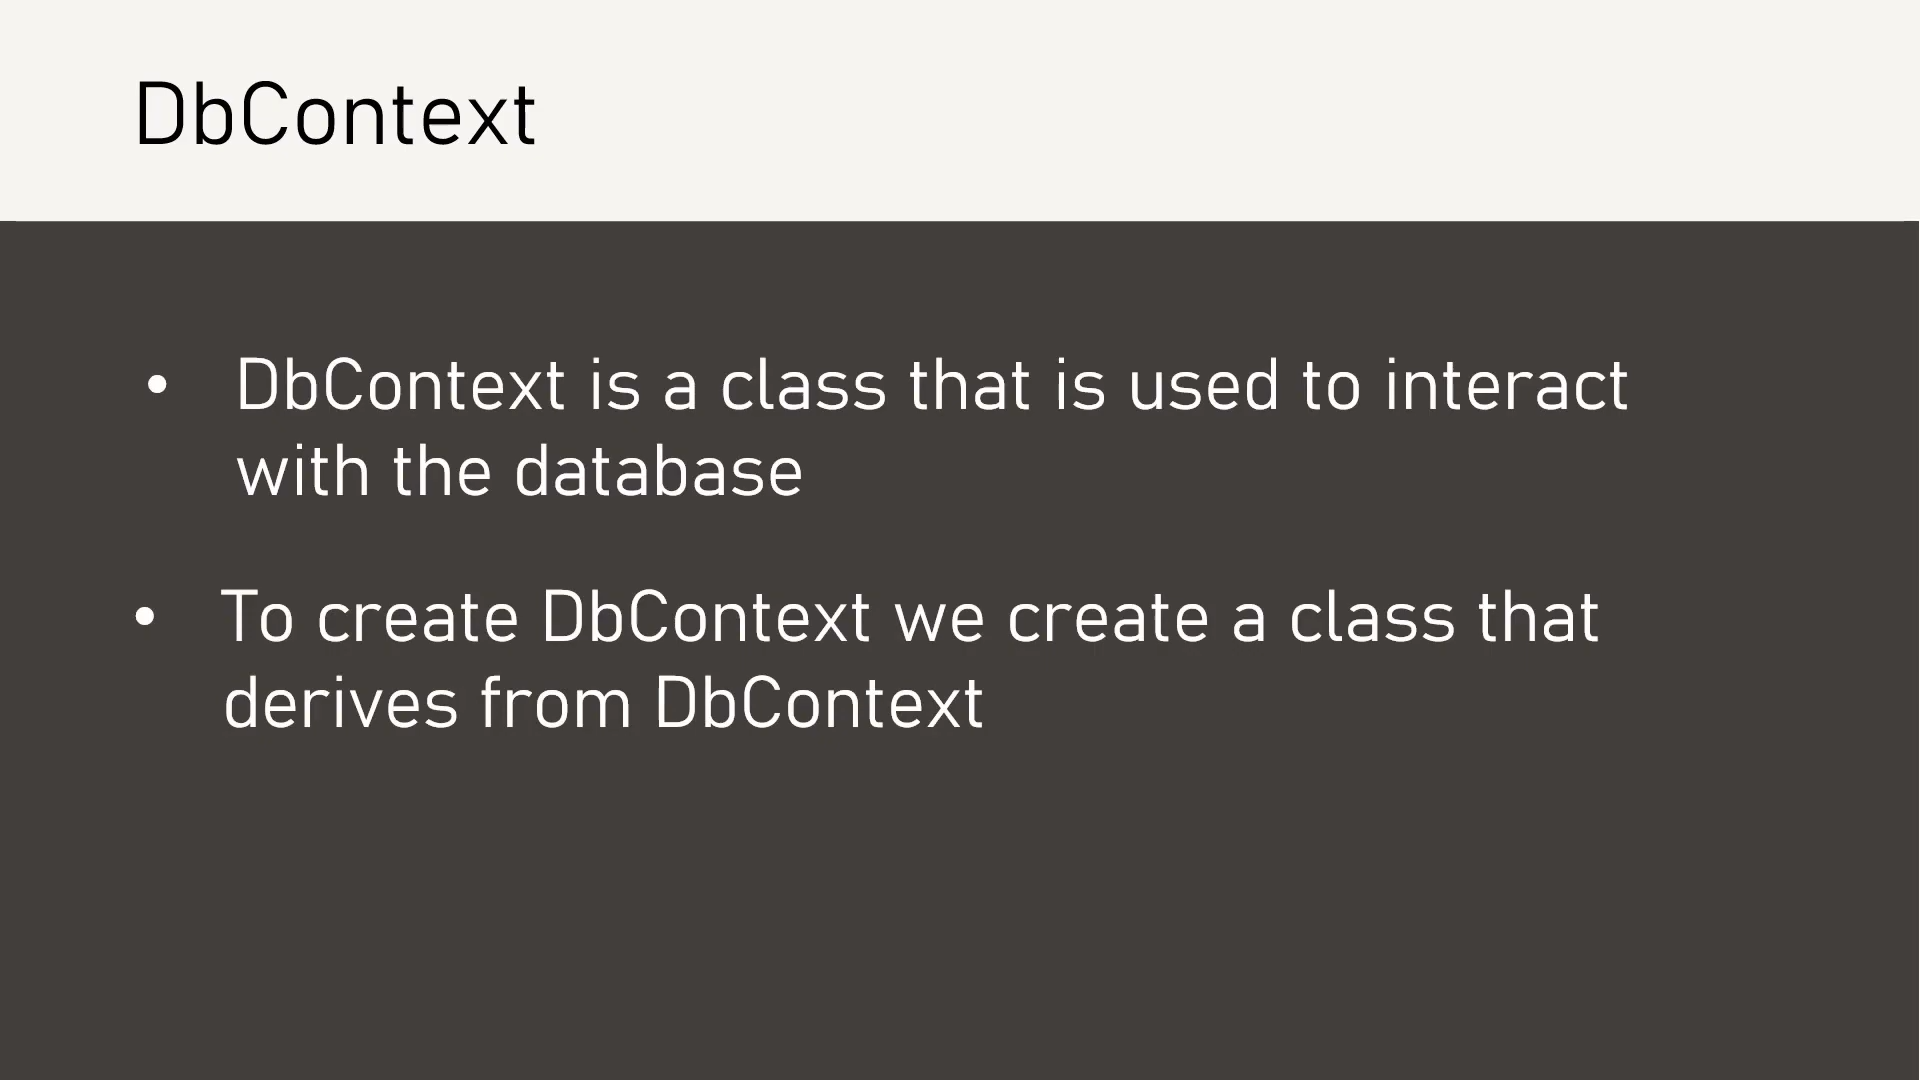 DbContext
• DbContext is a class that is used to interact
with the database
• To create DbContext we create a class that
derives from DbContext